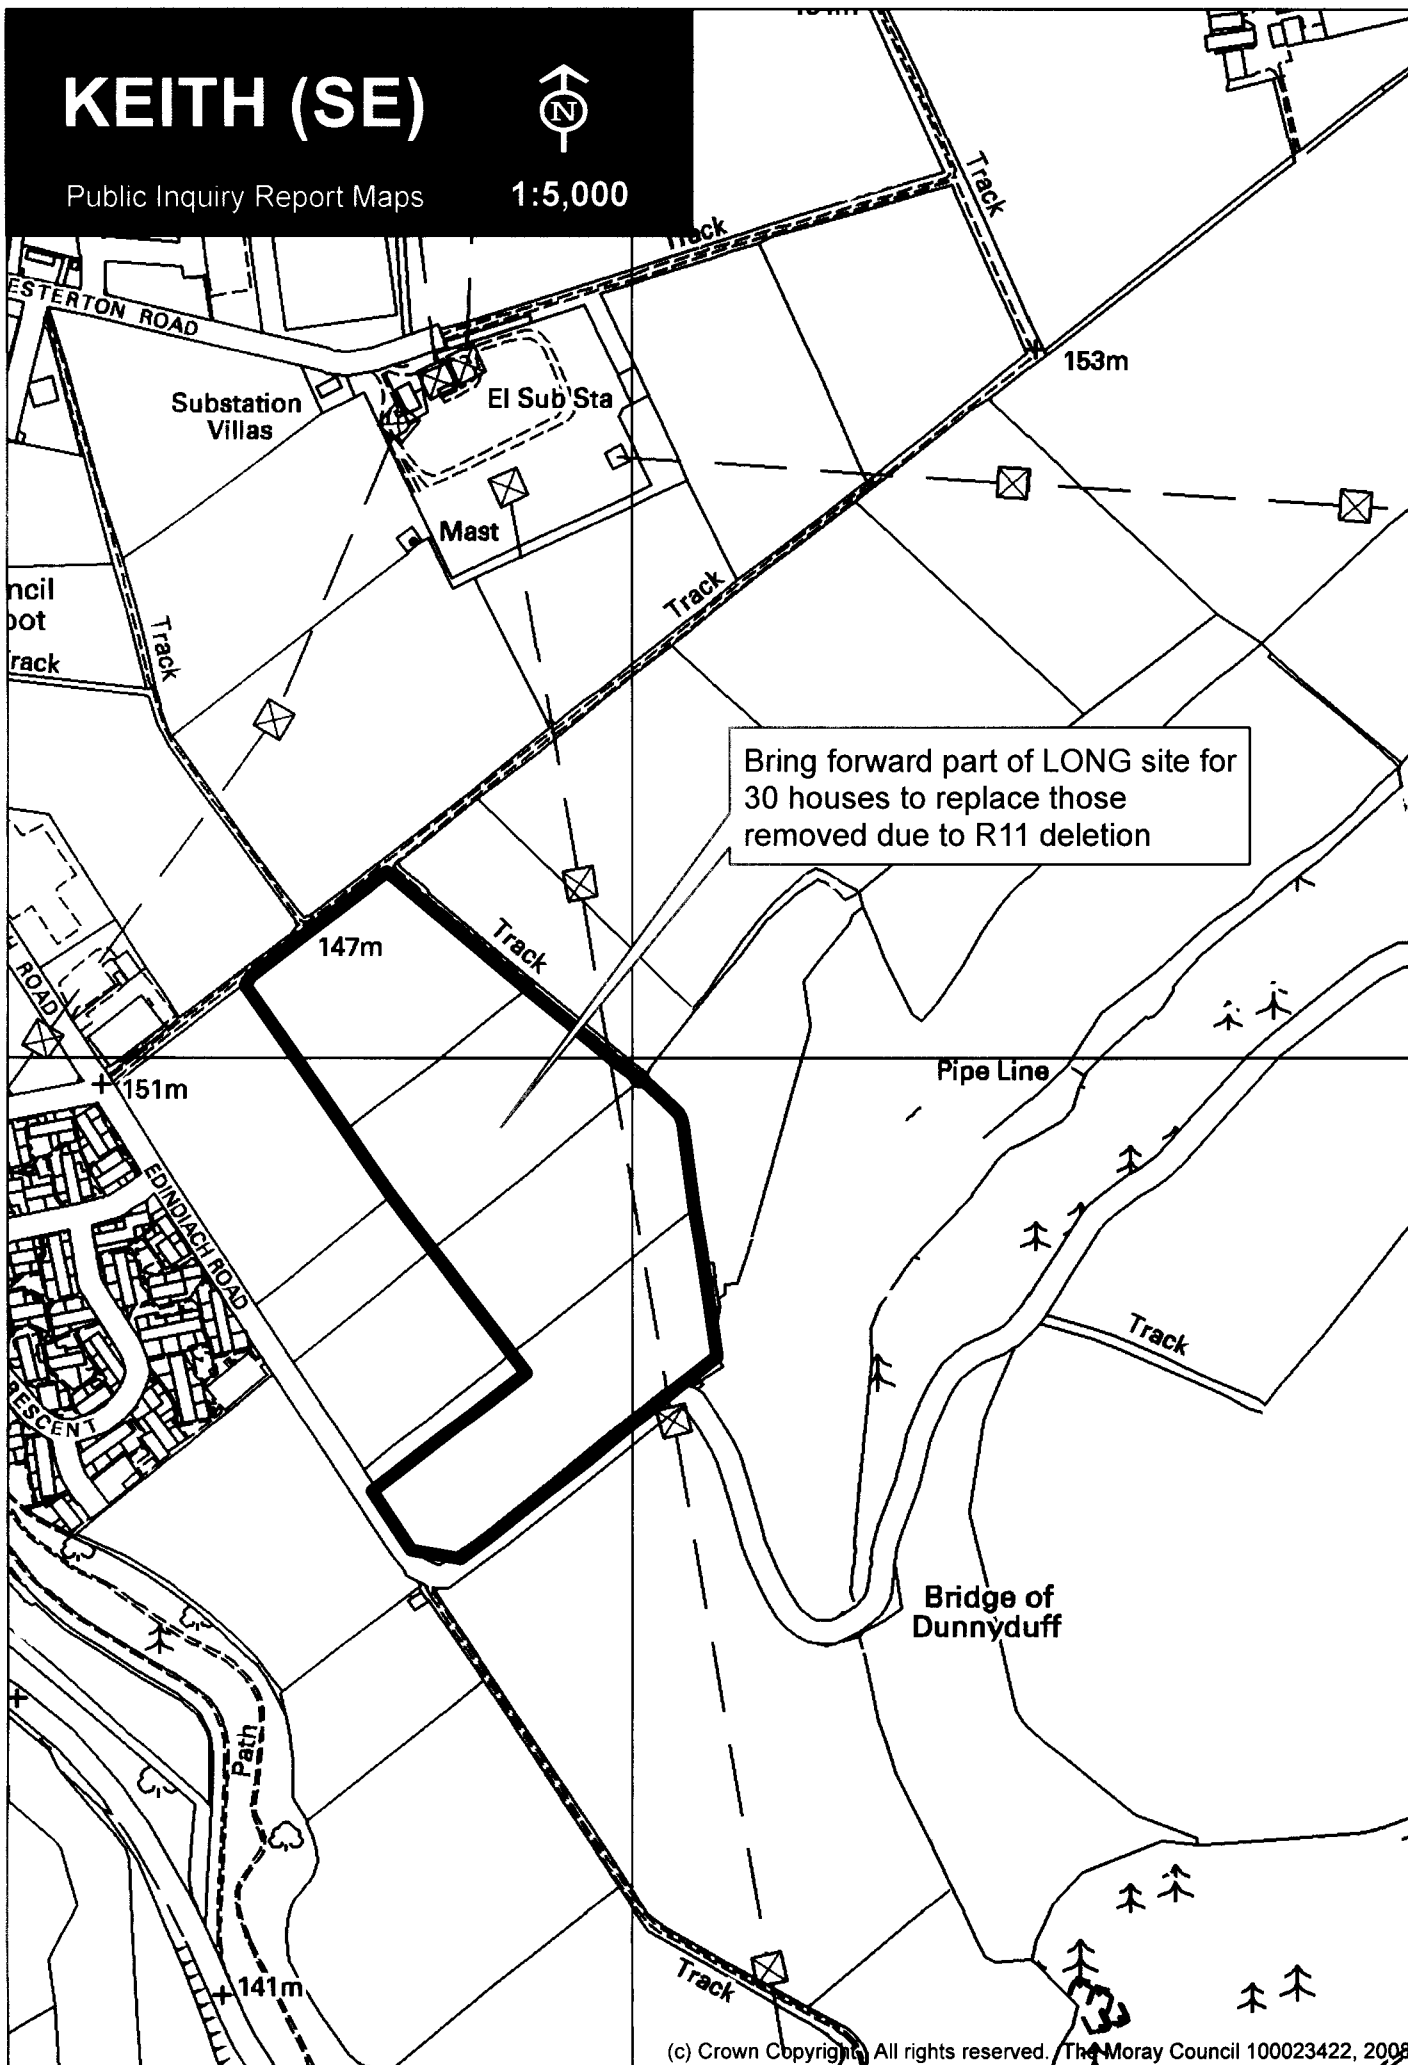 KEITH (SE)
N
Public Inquiry Report Maps
1:5,000
Track
Track
ESTERTON ROAD
153m
Substation
Villas
El Sub Sta
Mast
Track
ncil
Track
rack
Bring forward part of LONG site for
30 houses to replace those
removed due to R11 deletion
147m
Track
ROAD
151m
Pipe Line
EDINDIACH ROAD
Track
RESCENT
Bridge of
Dunnyduff
Path
141m
Track
(c) Crown Copyright. All rights reserved. The Moray Council 100023422, 2008